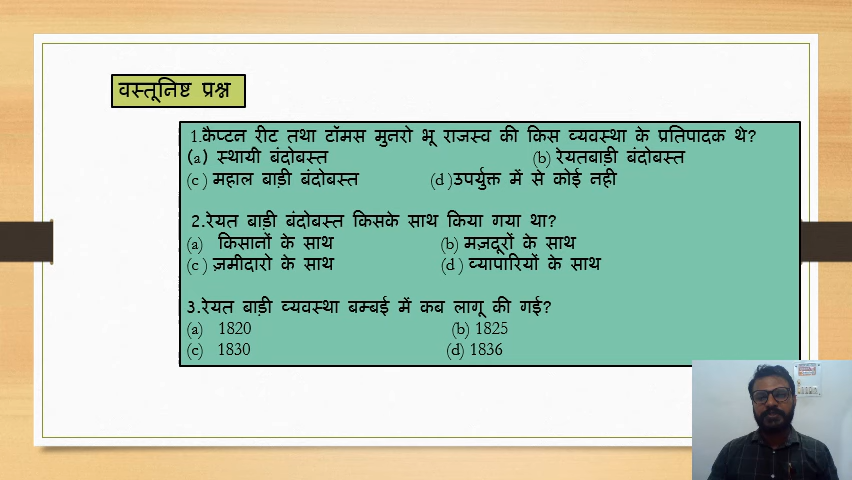 वस्तूनिष्ट प्रश्न
1.कैप्टन रीट तथा टॉमस मुनरो भू राजस्व की किस व्यवस्था के प्रतिपादक थे?
(a) स्थायी बंदोबस्त (b) रेयतबाड़ी बंदोबस्त
(c ) महाल बाड़ी बंदोबस्त (d )उपर्युक्त में से कोई नही
2.रेयत बाड़ी बंदोबस्त किसके साथ किया गया था?
(a) किसानों के साथ (b) मज़दूरों के साथ
(c ) ज़मीदारो के साथ (d ) व्यापारियों के साथ
३.रेयत बाड़ी व्यवस्था बम्बई में कब लागू की गई?
(a) 1820 (b) 1825
(c) 1830 (d) 1836